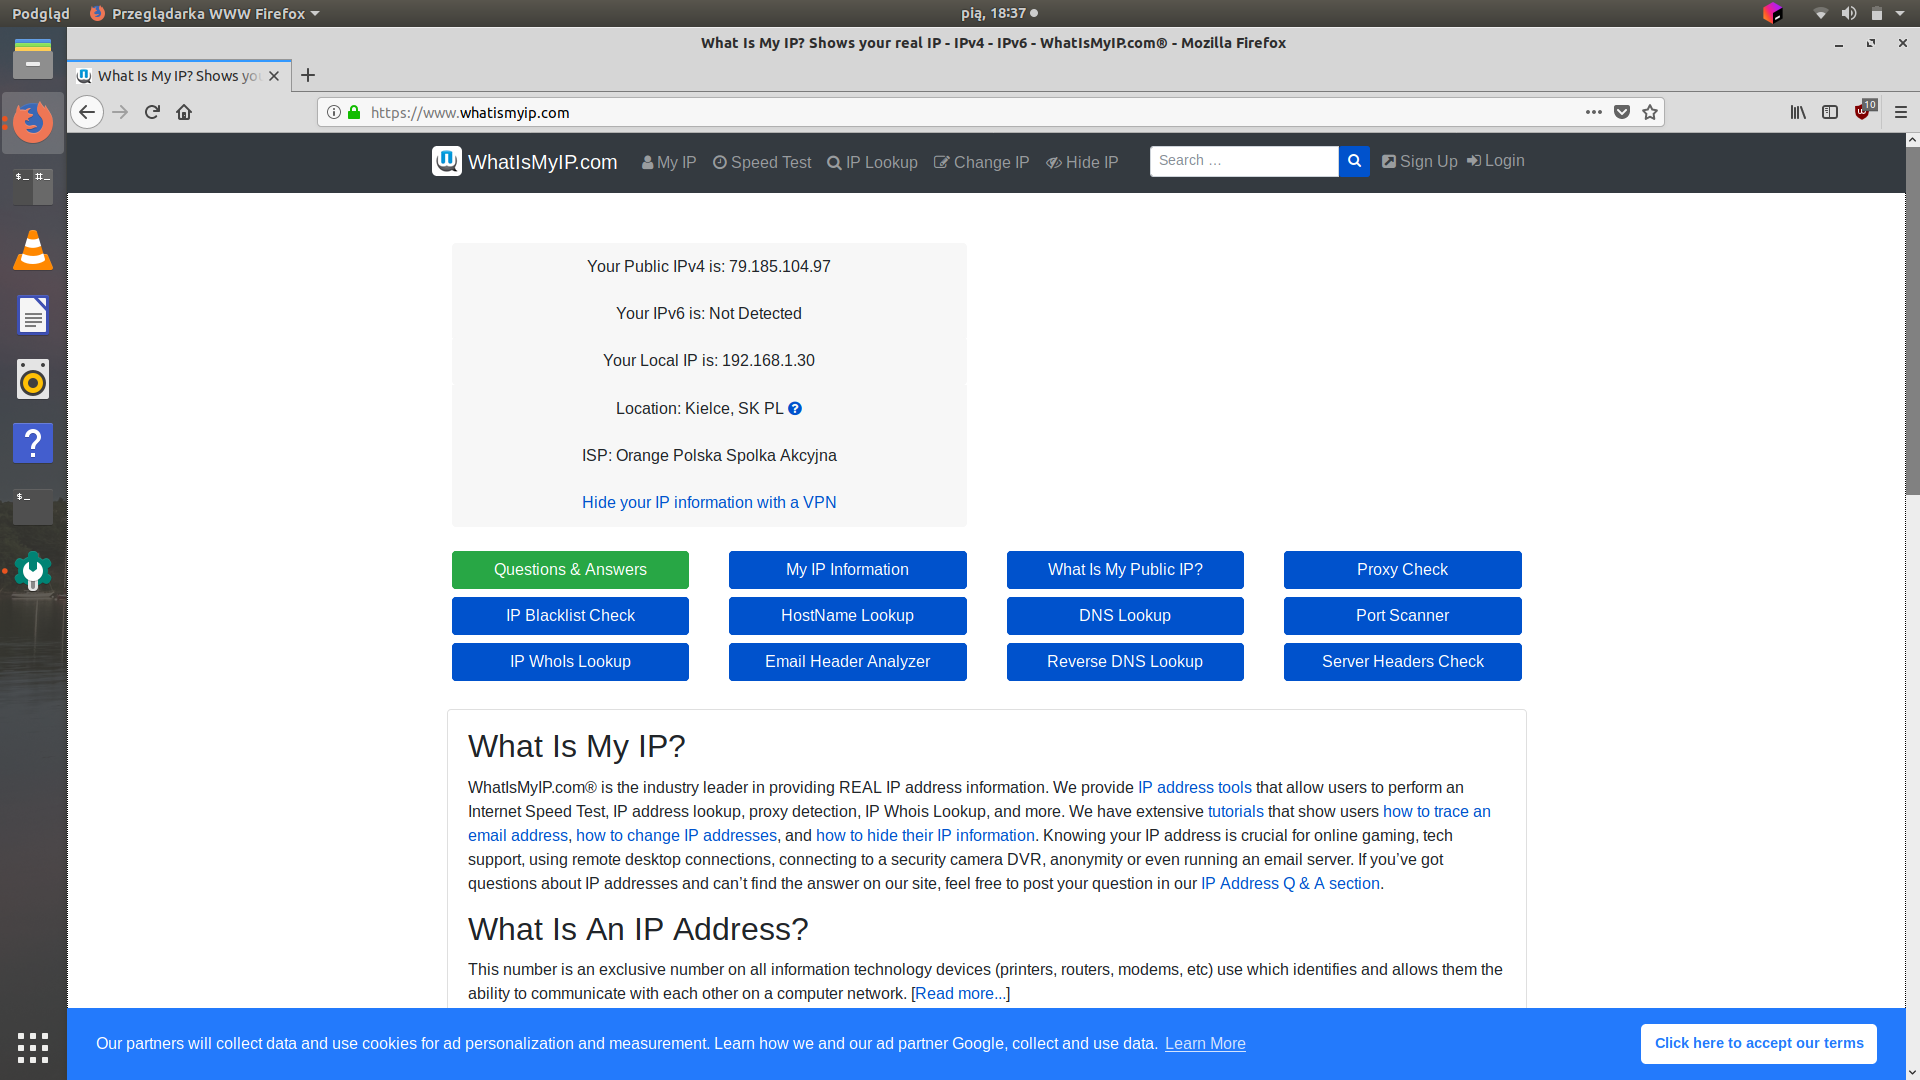 Podgląd Przeglądarka WWW Firefox pią, 18:37
What Is My IP? Shows your real IP - IPv4 - IPv6 - WhatIsMyIP.com® - Mozilla Firefox
What Is My IP? Shows you
https://www.whatismyip.com
10
WhatIsMyIP.com My IP Speed Test IP Lookup Change IP Hide IP Search ... Sign Up Login
Your Public IPv4 is: 79.185.104.97
Your IPv6 is: Not Detected
Your Local IP is: 192.168.1.30
Location: Kielce, SK PL
ISP: Orange Polska Spolka Akcyjna
Hide your IP information with a VPN
Questions & Answers My IP Information What Is My Public IP? Proxy Check
IP Blacklist Check HostName Lookup DNS Lookup Port Scanner
IP WhoIs Lookup Email Header Analyzer Reverse DNS Lookup Server Headers Check
What Is My IP?
WhatIsMyIP.com® is the industry leader in providing REAL IP address information. We provide IP address tools that allow users to perform an
Internet Speed Test, IP address lookup, proxy detection, IP Whois Lookup, and more. We have extensive tutorials that show users how to trace an
email address, how to change IP addresses, and how to hide their IP information. Knowing your IP address is crucial for online gaming, tech
support, using remote desktop connections, connecting to a security camera DVR, anonymity or even running an email server. If you’ve got
questions about IP addresses and can’t find the answer on our site, feel free to post your question in our IP Address Q & A section.
What Is An IP Address?
This number is an exclusive number on all information technology devices (printers, routers, modems, etc) use which identifies and allows them the
ability to communicate with each other on a computer network. [Read more...]
Our partners will collect data and use cookies for ad personalization and measurement. Learn how we and our ad partner Google, collect and use data. Learn More
Click here to accept our terms